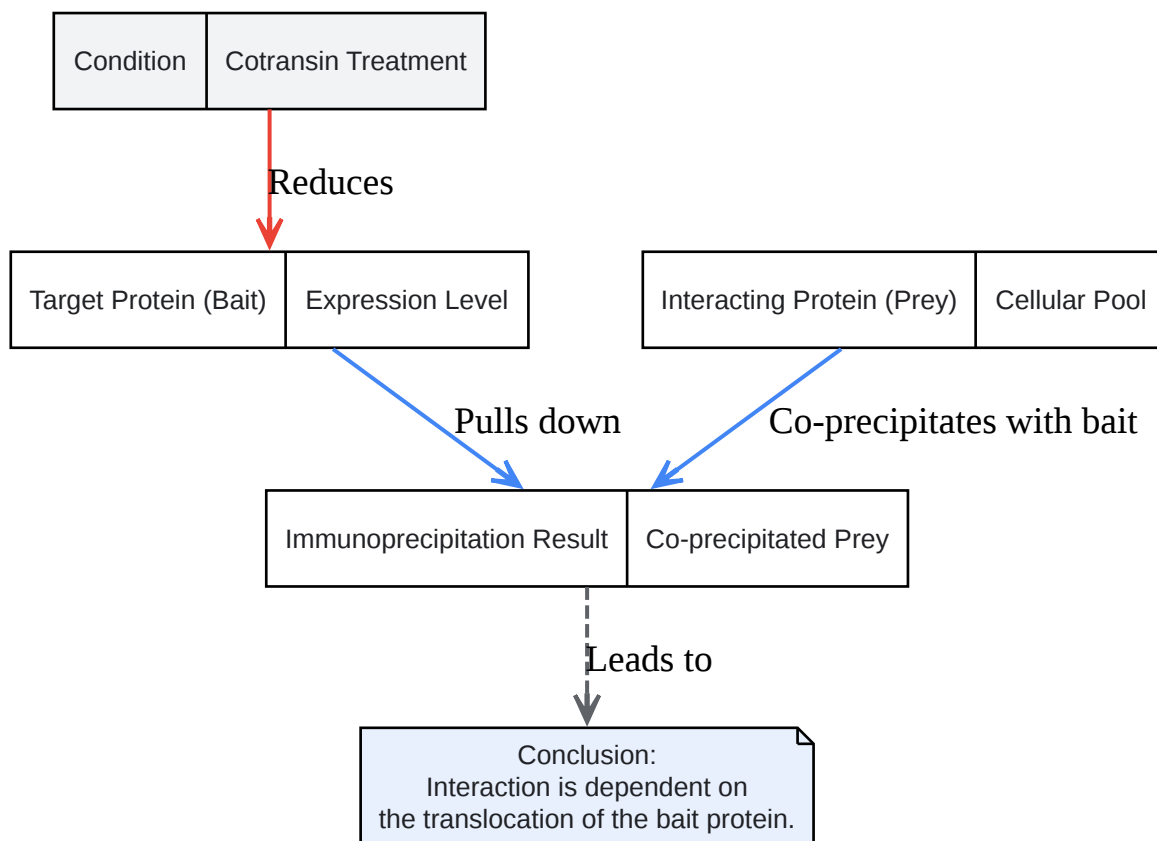 Condition
Cotransin Treatment
Reduces
Target Protein (Bait)
Expression Level
Interacting Protein (Prey)
Cellular Pool
Pulls down
Co-precipitates with bait
Immunoprecipitation Result
Co-precipitated Prey
Leads to
Conclusion:
Interaction is dependent on
the translocation of the bait protein.